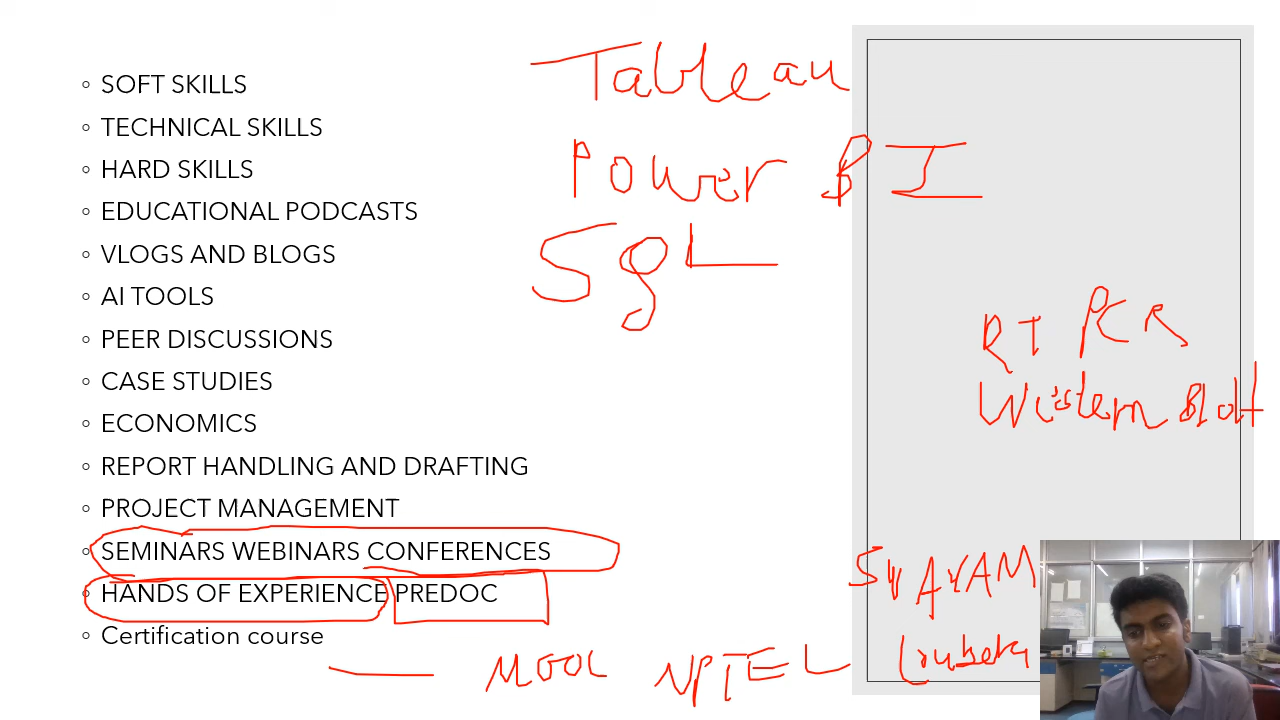 SOFT SKILLS
TECHNICAL SKILLS
HARD SKILLS
EDUCATIONAL PODCASTS
VLOGS AND BLOGS
AI TOOLS
PEER DISCUSSIONS
CASE STUDIES
ECONOMICS
REPORT HANDLING AND DRAFTING
PROJECT MANAGEMENT
SEMINARS WEBINARS CONFERENCES
HANDS OF EXPERIENCE PREDOC
Certification course
Tableau
Power BI
SqL
RT PCR
Western Blott
SWAYAM
MOOC NPTEL